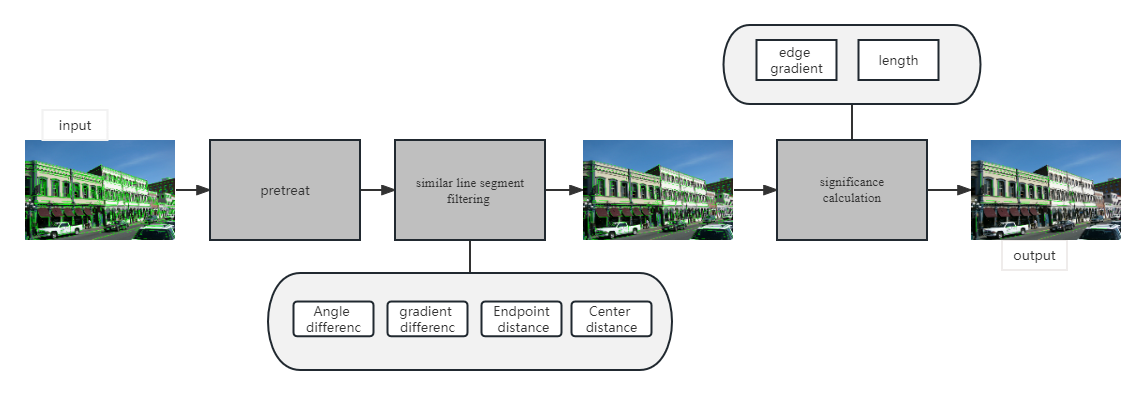 edge
gradient
length
input
pretreat
similar line segment
filtering
significance
calculation
output
Angle
differenc
gradient
differenc
Endpoint
distance
Center
distance